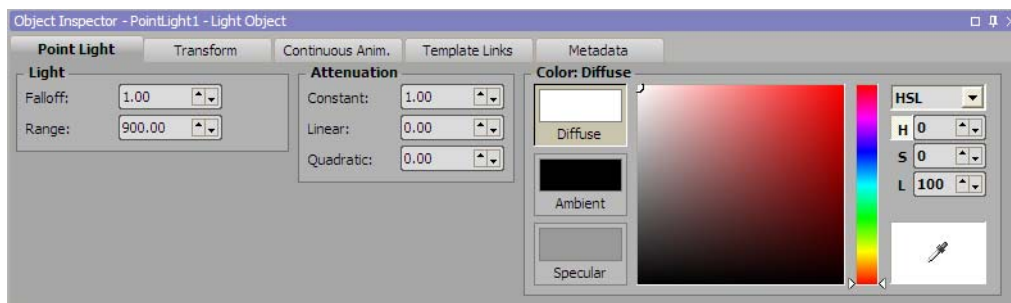 Object Inspector - PointLight1 - Light Object
Point Light Transform Continuous Anim. Template Links Metadata
Light
Falloff: 1.00
Range: 900.00
Attenuation
Constant: 1.00
Linear: 0.00
Quadratic: 0.00
Color: Diffuse
Diffuse
Ambient
Specular
HSL
H 0
S 0
L 100